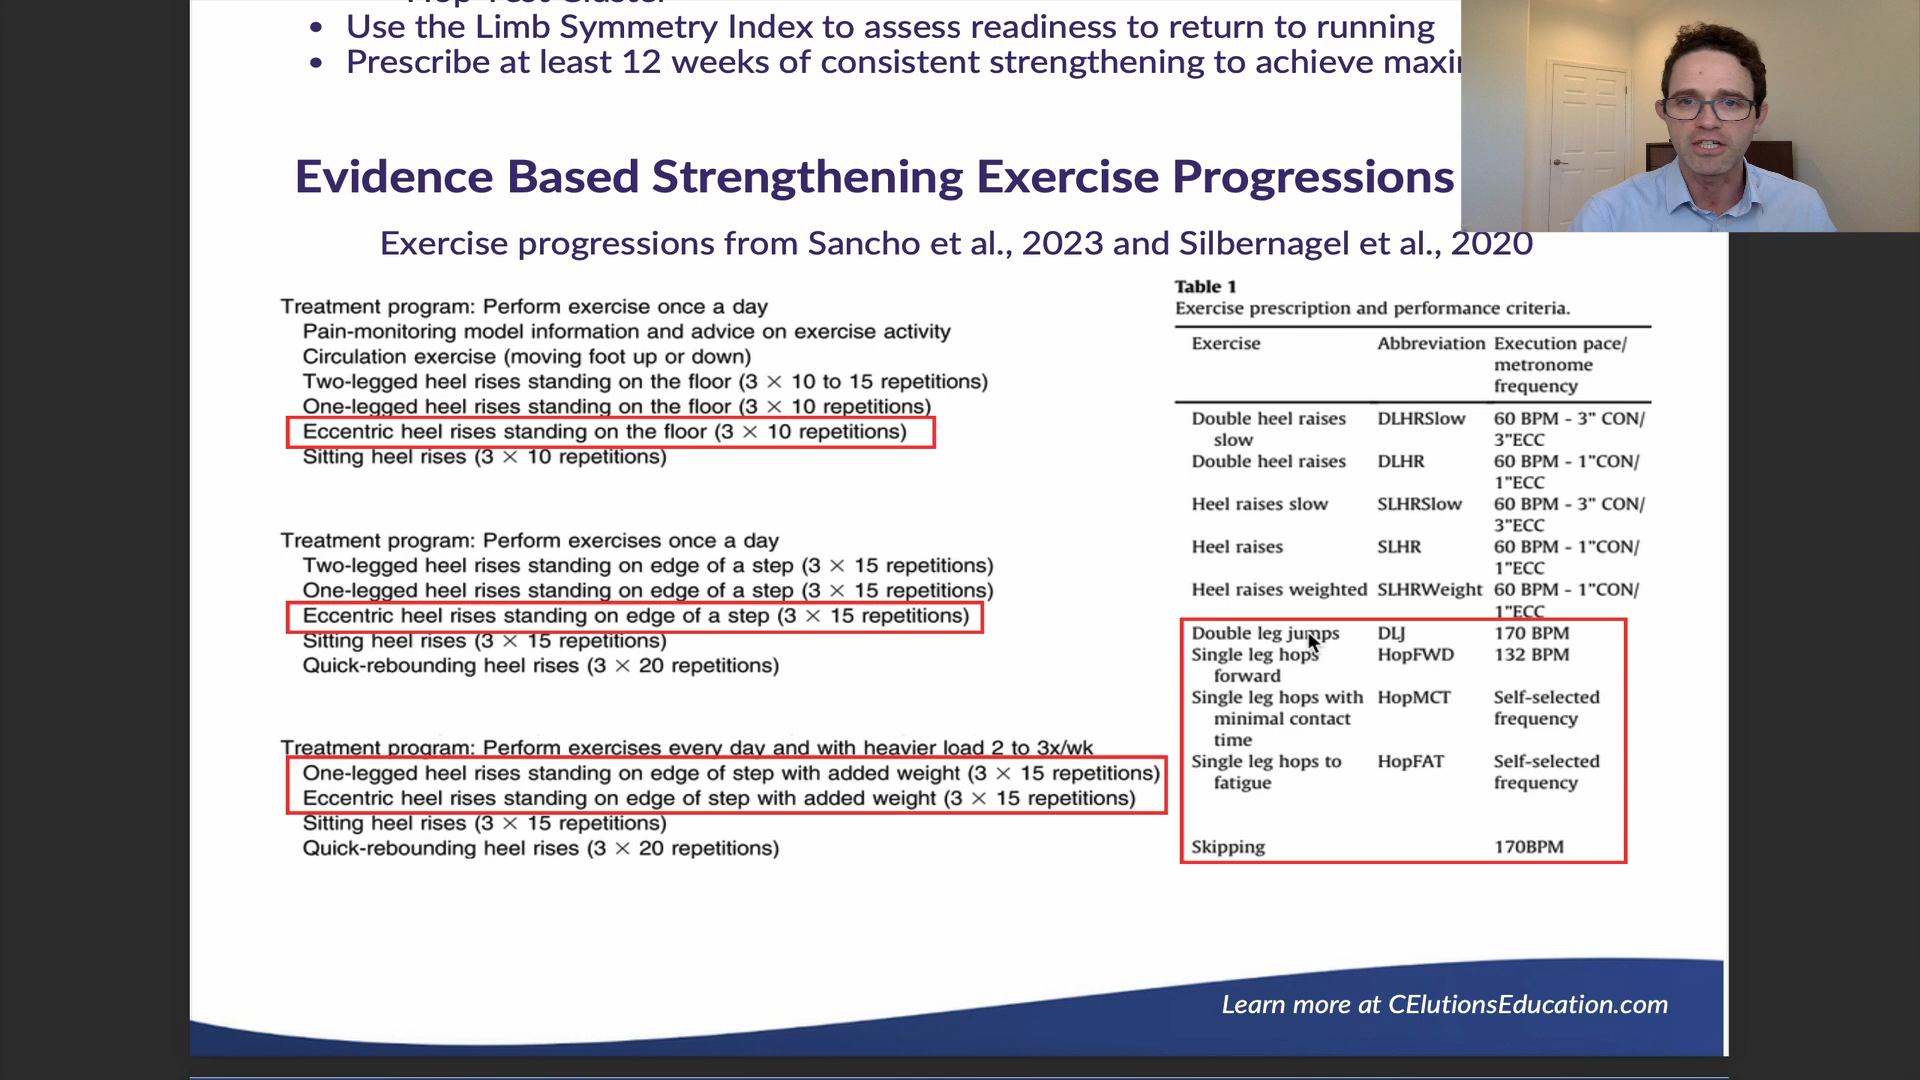 Hop Test Cluster
• Use the Limb Symmetry Index to assess readiness to return to running
• Prescribe at least 12 weeks of consistent strengthening to achieve
Evidence Based Strengthening Exercise Progressions
Exercise progressions from Sancho et al., 2023 and Silbernagel et al., 2020
Treatment program: Perform exercise once a day
Pain-monitoring model information and advice on exercise activity
Circulation exercise (moving foot up or down)
Two-legged heel rises standing on the floor (3 × 10 to 15 repetitions)
One-legged heel rises standing on the floor (3 × 10 repetitions)
Eccentric heel rises standing on the floor (3 × 10 repetitions)
Sitting heel rises (3 × 10 repetitions)
Treatment program: Perform exercises once a day
Two-legged heel rises standing on edge of a step (3 × 15 repetitions)
One-legged heel rises standing on edge of a step (3 × 15 repetitions)
Eccentric heel rises standing on edge of a step (3 × 15 repetitions)
Sitting heel rises (3 × 15 repetitions)
Quick-rebounding heel rises (3 × 20 repetitions)
Treatment program: Perform exercises every day and with heavier load 2 to 3x/wk
One-legged heel rises standing on edge of step with added weight (3 × 15 repetitions)
Eccentric heel rises standing on edge of step with added weight (3 × 15 repetitions)
Sitting heel rises (3 × 15 repetitions)
Quick-rebounding heel rises (3 × 20 repetitions)
Table 1
Exercise prescription and performance criteria.
Exercise Abbreviation Execution pace/
metronome
frequency
Double heel raises DLHRSlow 60 BPM - 3" CON/
slow 3"ECC
Double heel raises DLHR 60 BPM - 1"CON/
1"ECC
Heel raises slow SLHRSlow 60 BPM - 3" CON/
3"ECC
Heel raises SLHR 60 BPM - 1"CON/
1"ECC
Heel raises weighted SLHRWeight 60 BPM - 1"CON/
1"ECC
Double leg jumps DLJ 170 BPM
Single leg hops HopFWD 132 BPM
forward
Single leg hops with HopMCT Self-selected
minimal contact frequency
time
Single leg hops to HopFAT Self-selected
fatigue frequency
Skipping 170BPM
Learn more at CElutionsEducation.com